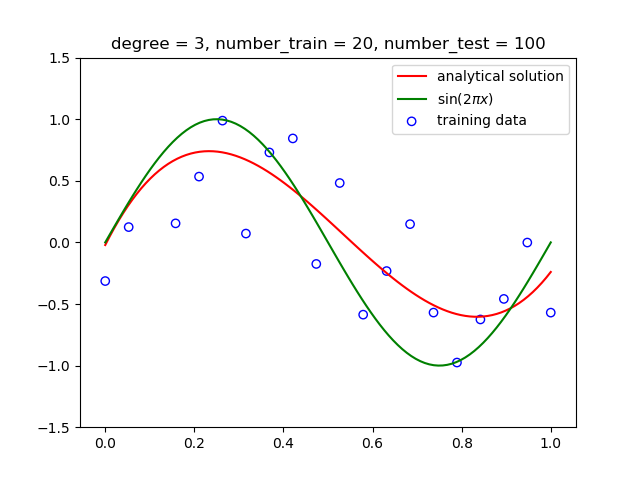 degree = 3, number_train = 20, number_test = 100
1.5
1.0
0.5
0.0
−0.5
−1.0
−1.5
analytical solution
sin(2πx)
training data
0.0 0.2 0.4 0.6 0.8 1.0